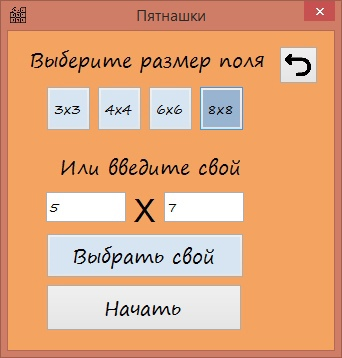 Пятнашки
Выберите размер поля
3x3 4x4 6x6 8x8
Или введите свой
5 X 7
Выбрать свой
Начать